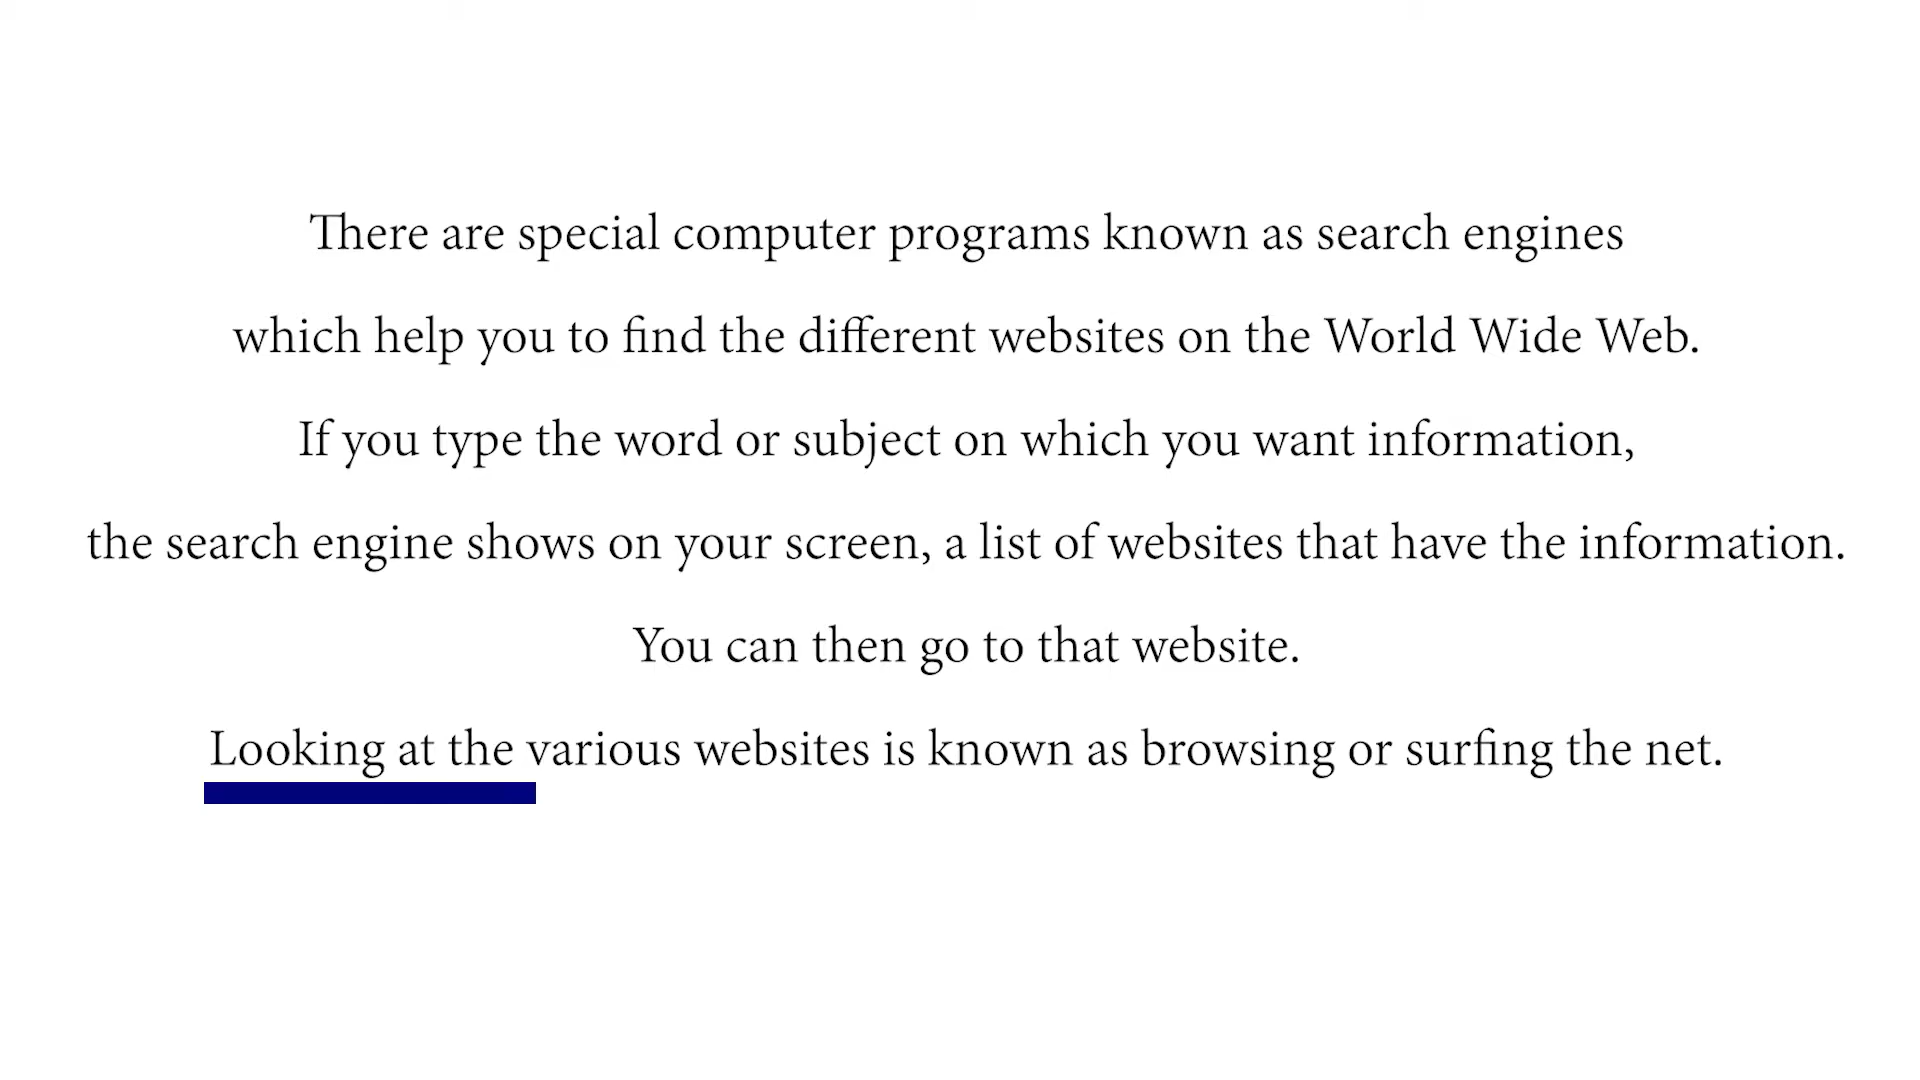 There are special computer programs known as search engines
which help you to find the different websites on the World Wide Web.
If you type the word or subject on which you want information,
the search engine shows on your screen, a list of websites that have the information.
You can then go to that website.
Looking at the various websites is known as browsing or surfing the net.